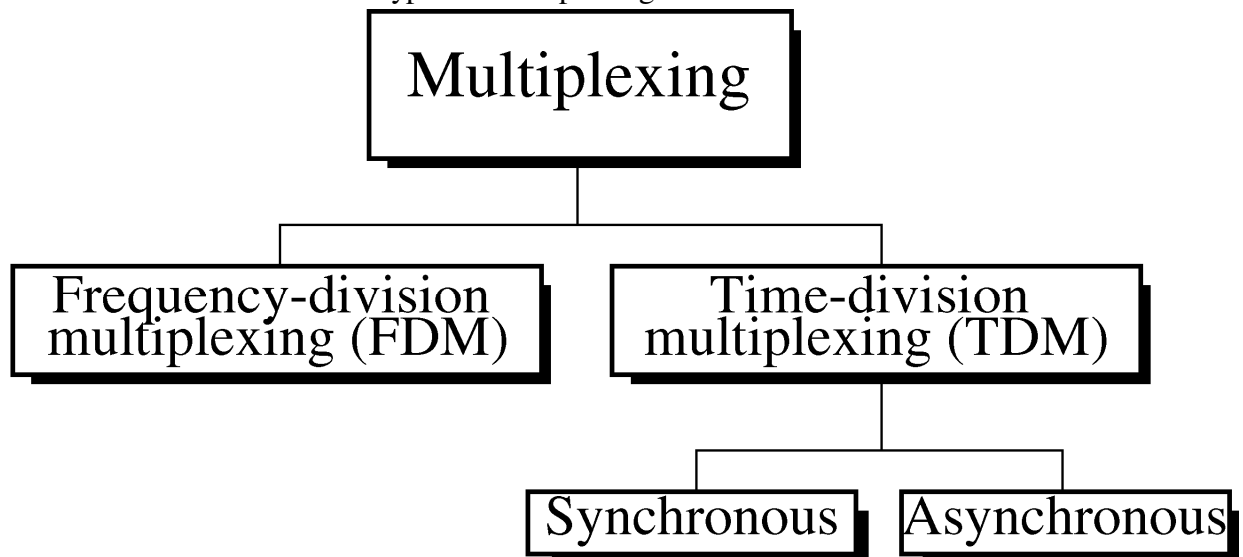 Multiplexing
Frequency-division
multiplexing (FDM)
Time-division
multiplexing (TDM)
Synchronous
Asynchronous